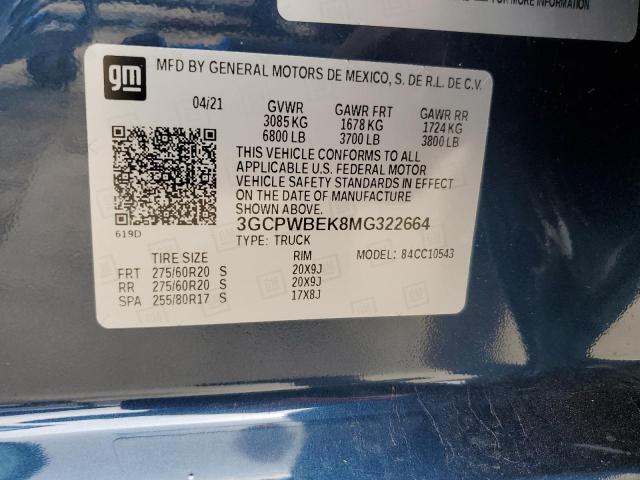 FOR MORE INFORMATION
gm
MFD BY GENERAL MOTORS DE MEXICO, S. DE R.L. DE C.V.
04/21 GVWR GAWR FRT GAWR RR
3085 KG 1678 KG 1724 KG
6800 LB 3700 LB 3800 LB
THIS VEHICLE CONFORMS TO ALL
APPLICABLE U.S. FEDERAL MOTOR
VEHICLE SAFETY STANDARDS IN EFFECT
ON THE DATE OF MANUFACTURE
SHOWN ABOVE.
3GCPWBEK8MG322664
619D
TYPE: TRUCK MODEL: 84CC10543
TIRE SIZE RIM
FRT 275/60R20 S 20X9J
RR 275/60R20 S 20X9J
SPA 255/80R17 S 17X8J